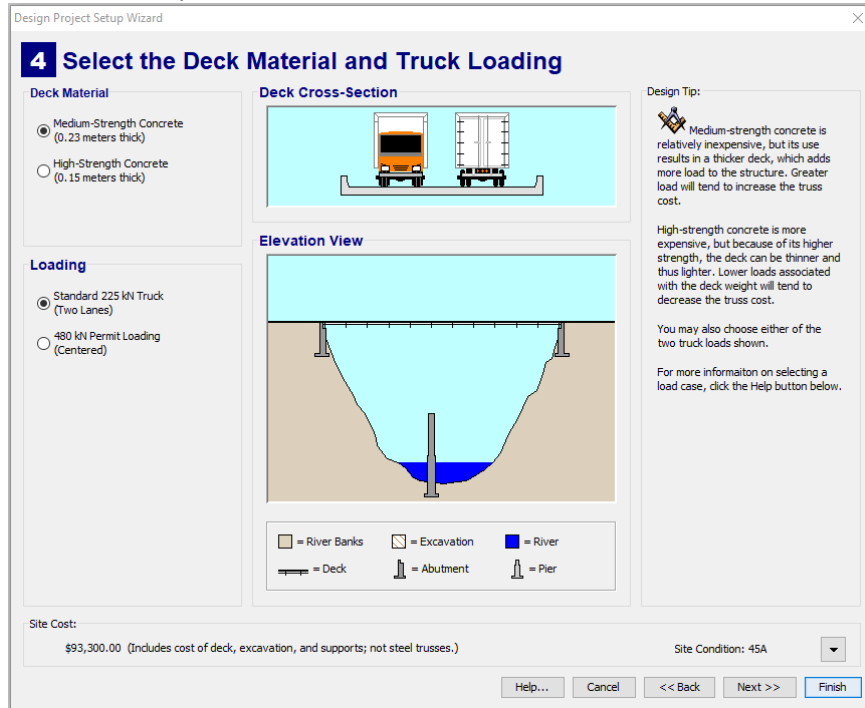 Design Project Setup Wizard
4 Select the Deck Material and Truck Loading
Deck Material
Medium-Strength Concrete
(0.23 meters thick)
High-Strength Concrete
(0.15 meters thick)
Loading
Standard 225 kN Truck
(Two Lanes)
480 kN Permit Loading
(Centered)
Deck Cross-Section
Elevation View
= River Banks
= Excavation
= River
= Deck
= Abutment
= Pier
Design Tip:
Medium-strength concrete is
relatively inexpensive, but its use
results in a thicker deck, which adds
more load to the structure. Greater
load will tend to increase the truss
cost.
High-strength concrete is more
expensive, but because of its higher
strength, the deck can be thinner and
thus lighter. Lower loads associated
with the deck weight will tend to
decrease the truss cost.
You may also choose either of the
two truck loads shown.
For more informaiton on selecting a
load case, click the Help button below.
Site Cost:
$93,300.00 (Includes cost of deck, excavation, and supports; not steel trusses.)
Site Condition: 45A
Help...
Cancel
<< Back
Next >>
Finish